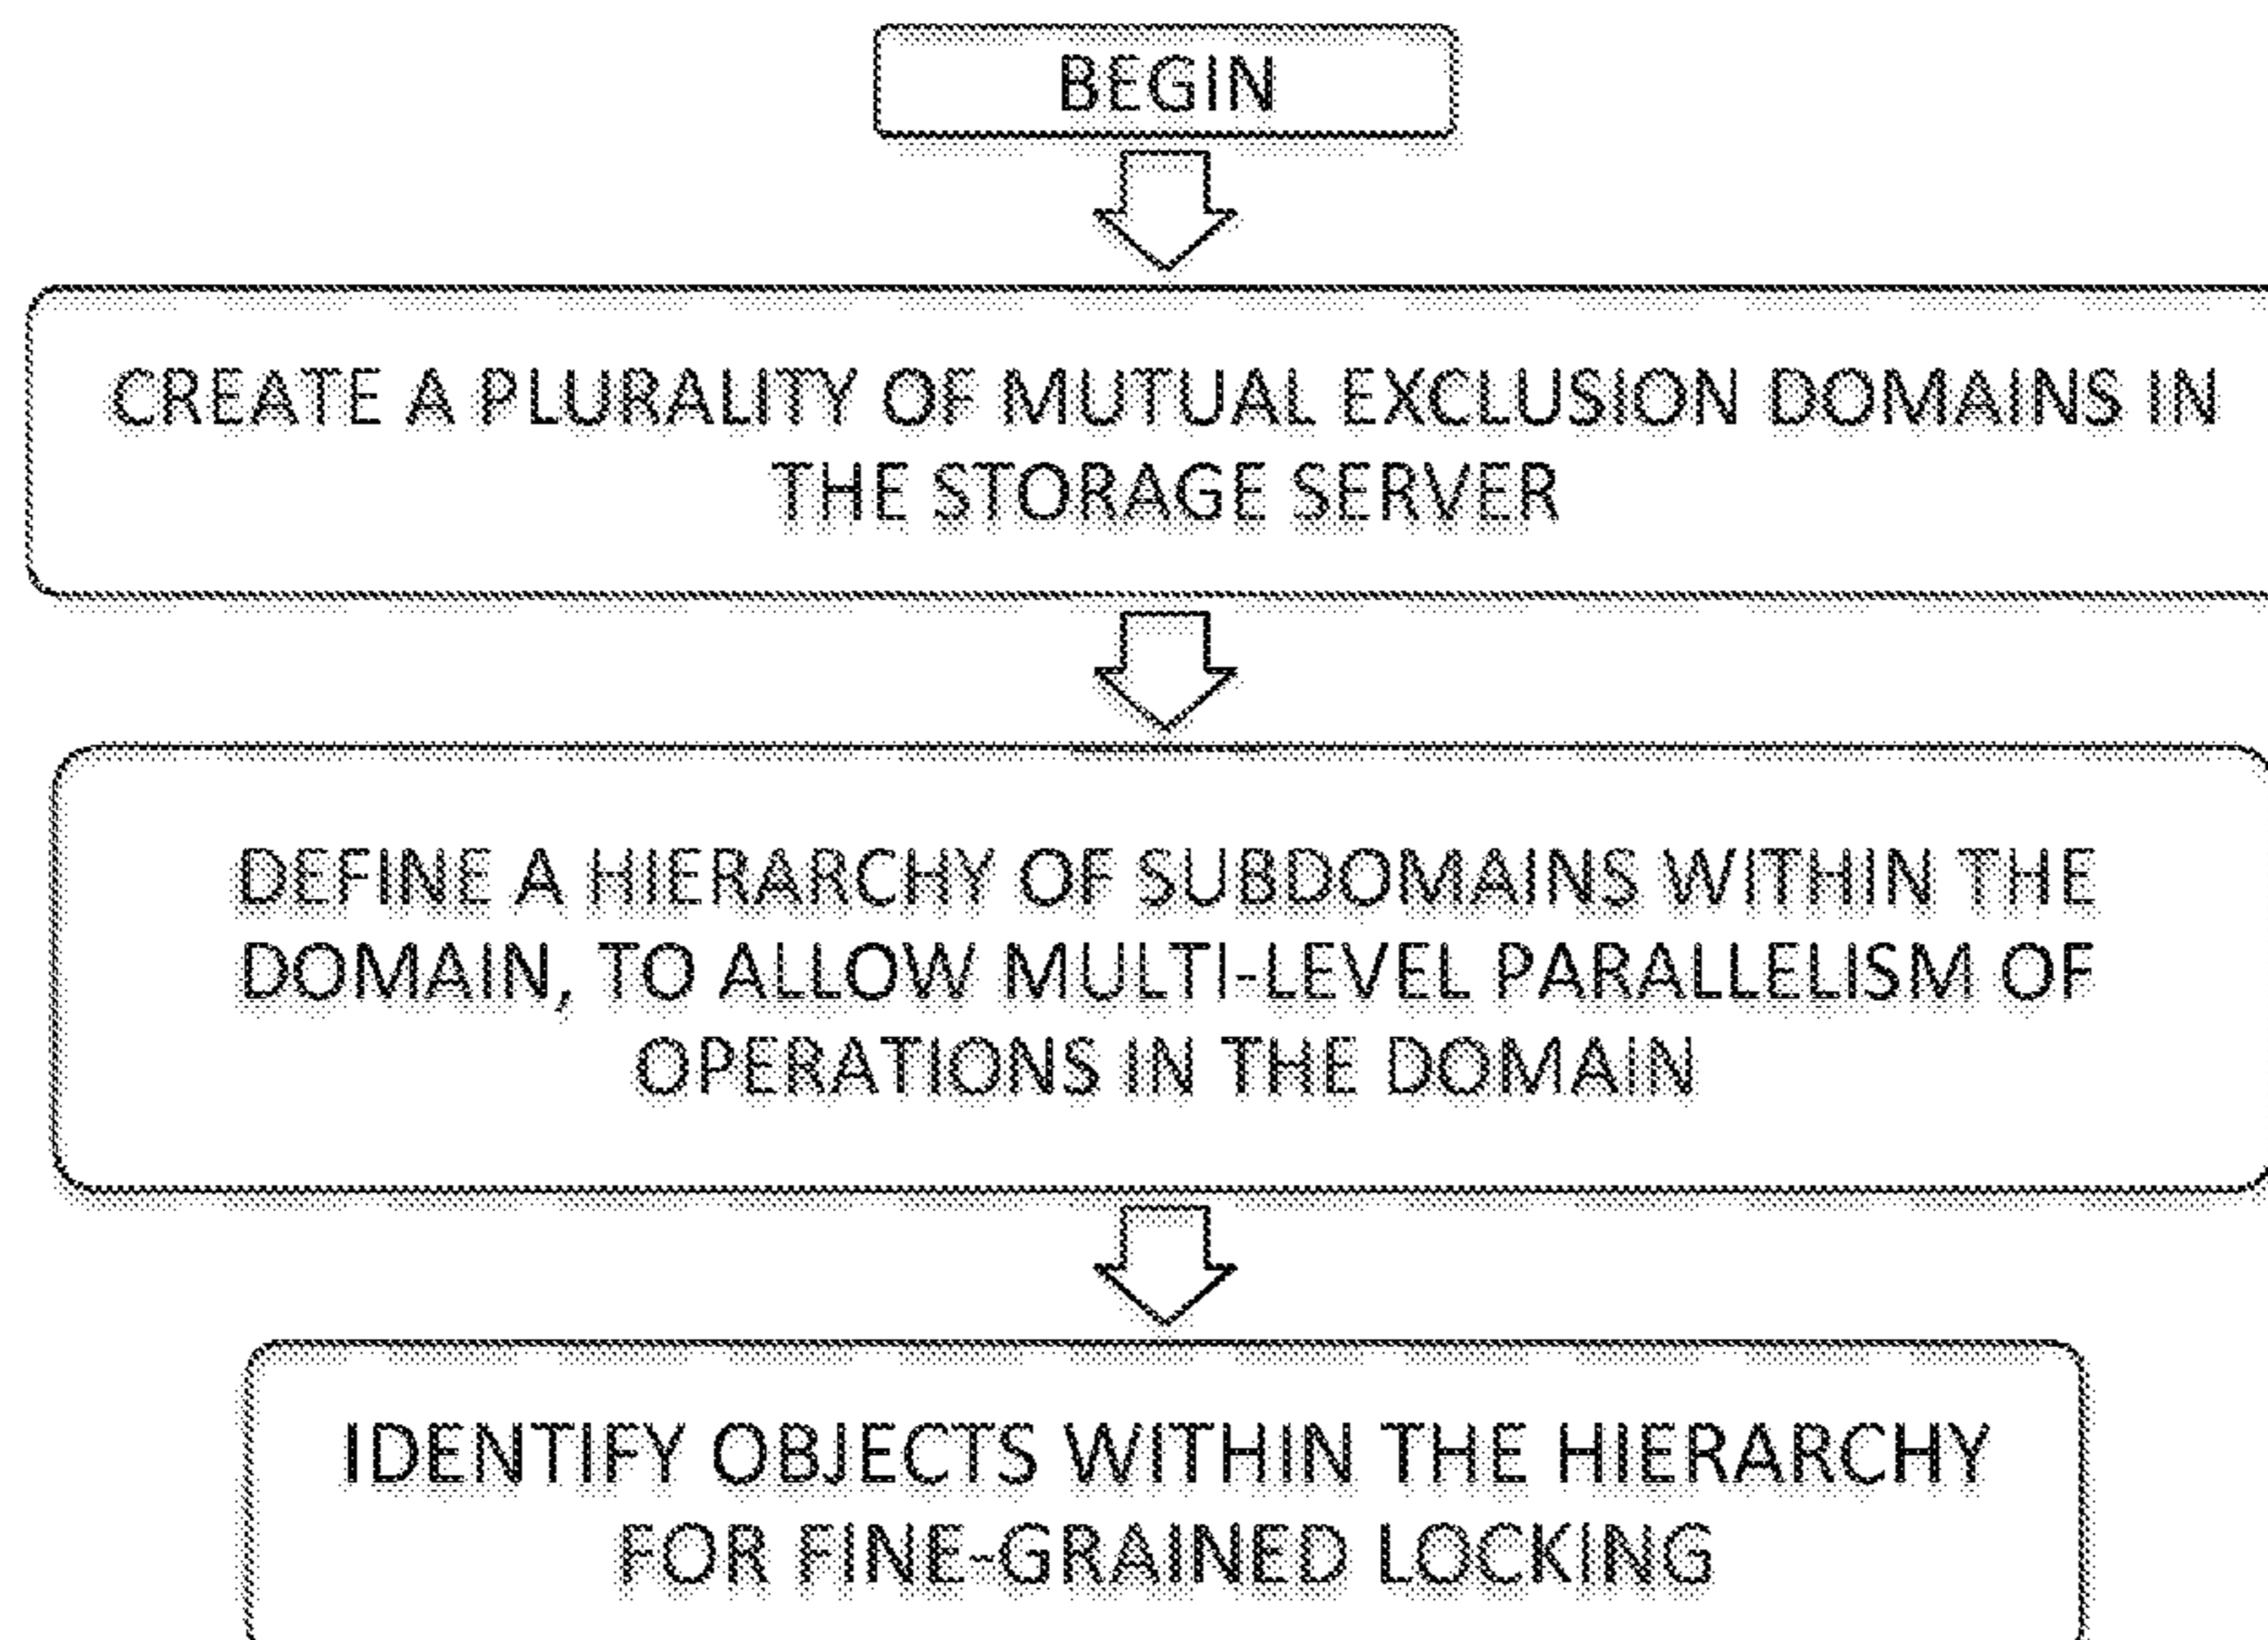 BEGIN
CREATE A PLURALITY OF MUTUAL EXCLUSION DOMAINS IN
THE STORAGE SERVER
DEFINE A HIERARCHY OF SUBDOMAINS WITHIN THE
DOMAIN, TO ALLOW MULTI-LEVEL PARALLELISM OF
OPERATIONS IN THE DOMAIN
IDENTIFY OBJECTS WITHIN THE HIERARCHY
FOR FINE-GRAINED LOCKING